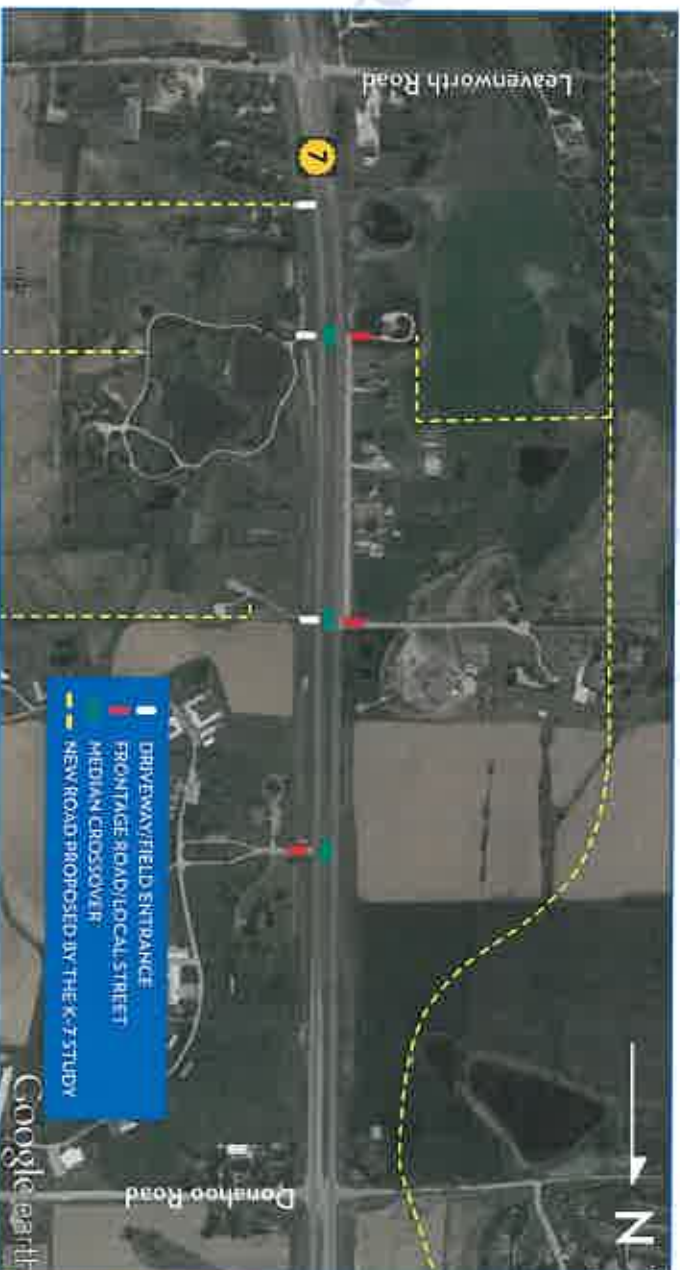 Leavenworth Road
7
DRIVEWAY/FIELD ENTRANCE
FRONTAGE ROAD/LOCAL STREET
MEDIAN CROSSOVER
NEW ROAD PROPOSED BY THE K-7 STUDY
Donahoo Road
N
Google earth